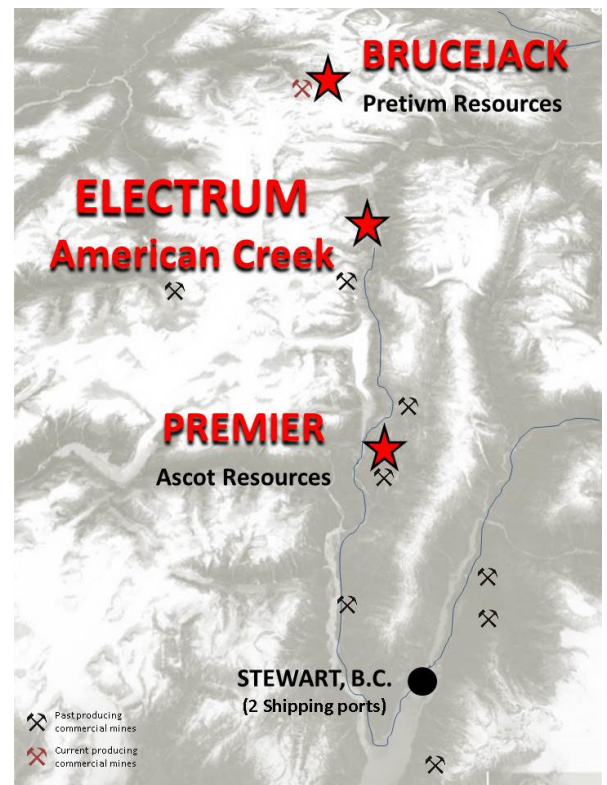 BRUCEJACK
Pretivm Resources
ELECTRUM
American Creek
PREMIER
Ascot Resources
STEWART, B.C.
(2 Shipping ports)
Past producing
commercial mines
Current producing
commercial mines